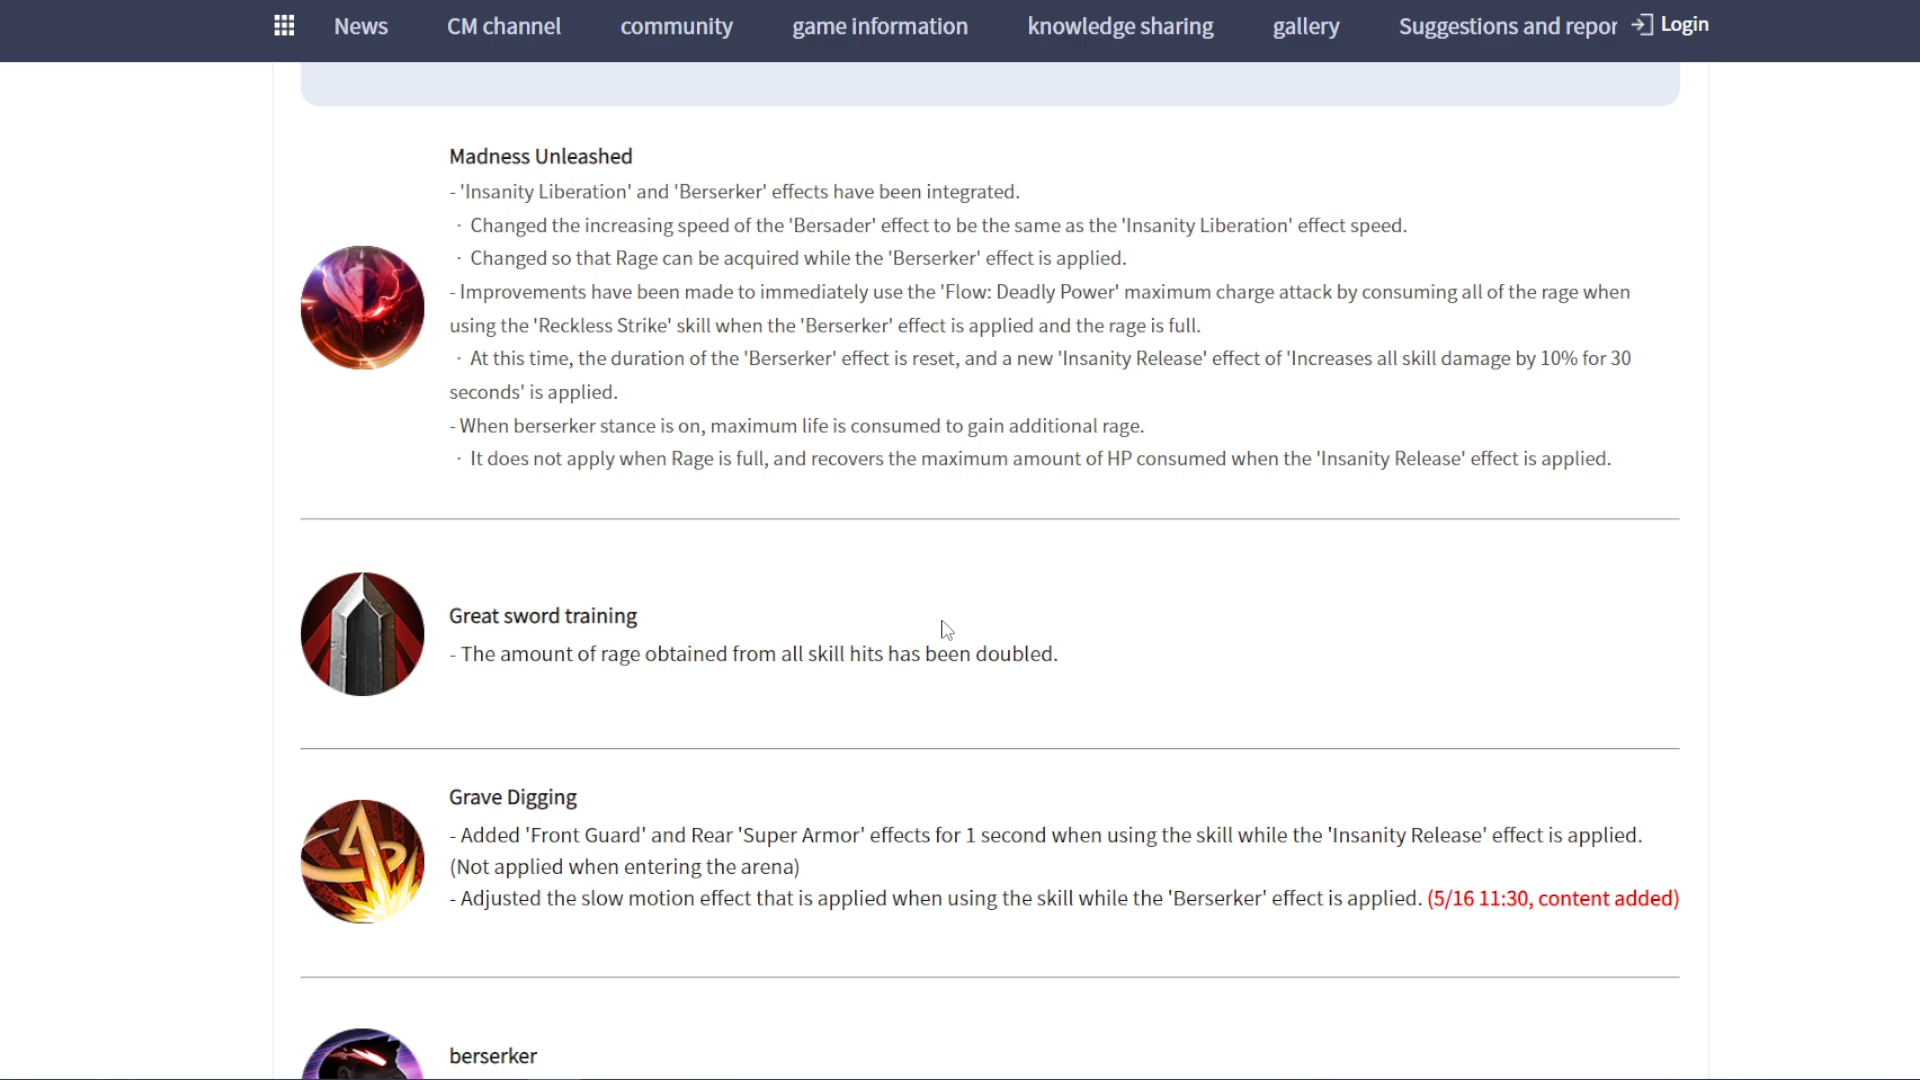 News CM channel community game information knowledge sharing gallery Suggestions and repor Login
Madness Unleashed
- 'Insanity Liberation' and 'Berserker' effects have been integrated.
· Changed the increasing speed of the 'Bersader' effect to be the same as the 'Insanity Liberation' effect speed.
· Changed so that Rage can be acquired while the 'Berserker' effect is applied.
- Improvements have been made to immediately use the 'Flow: Deadly Power' maximum charge attack by consuming all of the rage when
using the 'Reckless Strike' skill when the 'Berserker' effect is applied and the rage is full.
· At this time, the duration of the 'Berserker' effect is reset, and a new 'Insanity Release' effect of 'Increases all skill damage by 10% for 30
seconds' is applied.
- When berserker stance is on, maximum life is consumed to gain additional rage.
· It does not apply when Rage is full, and recovers the maximum amount of HP consumed when the 'Insanity Release' effect is applied.
Great sword training
- The amount of rage obtained from all skill hits has been doubled.
Grave Digging
- Added 'Front Guard' and Rear 'Super Armor' effects for 1 second when using the skill while the 'Insanity Release' effect is applied.
(Not applied when entering the arena)
- Adjusted the slow motion effect that is applied when using the skill while the 'Berserker' effect is applied. (5/16 11:30, content added)
berserker